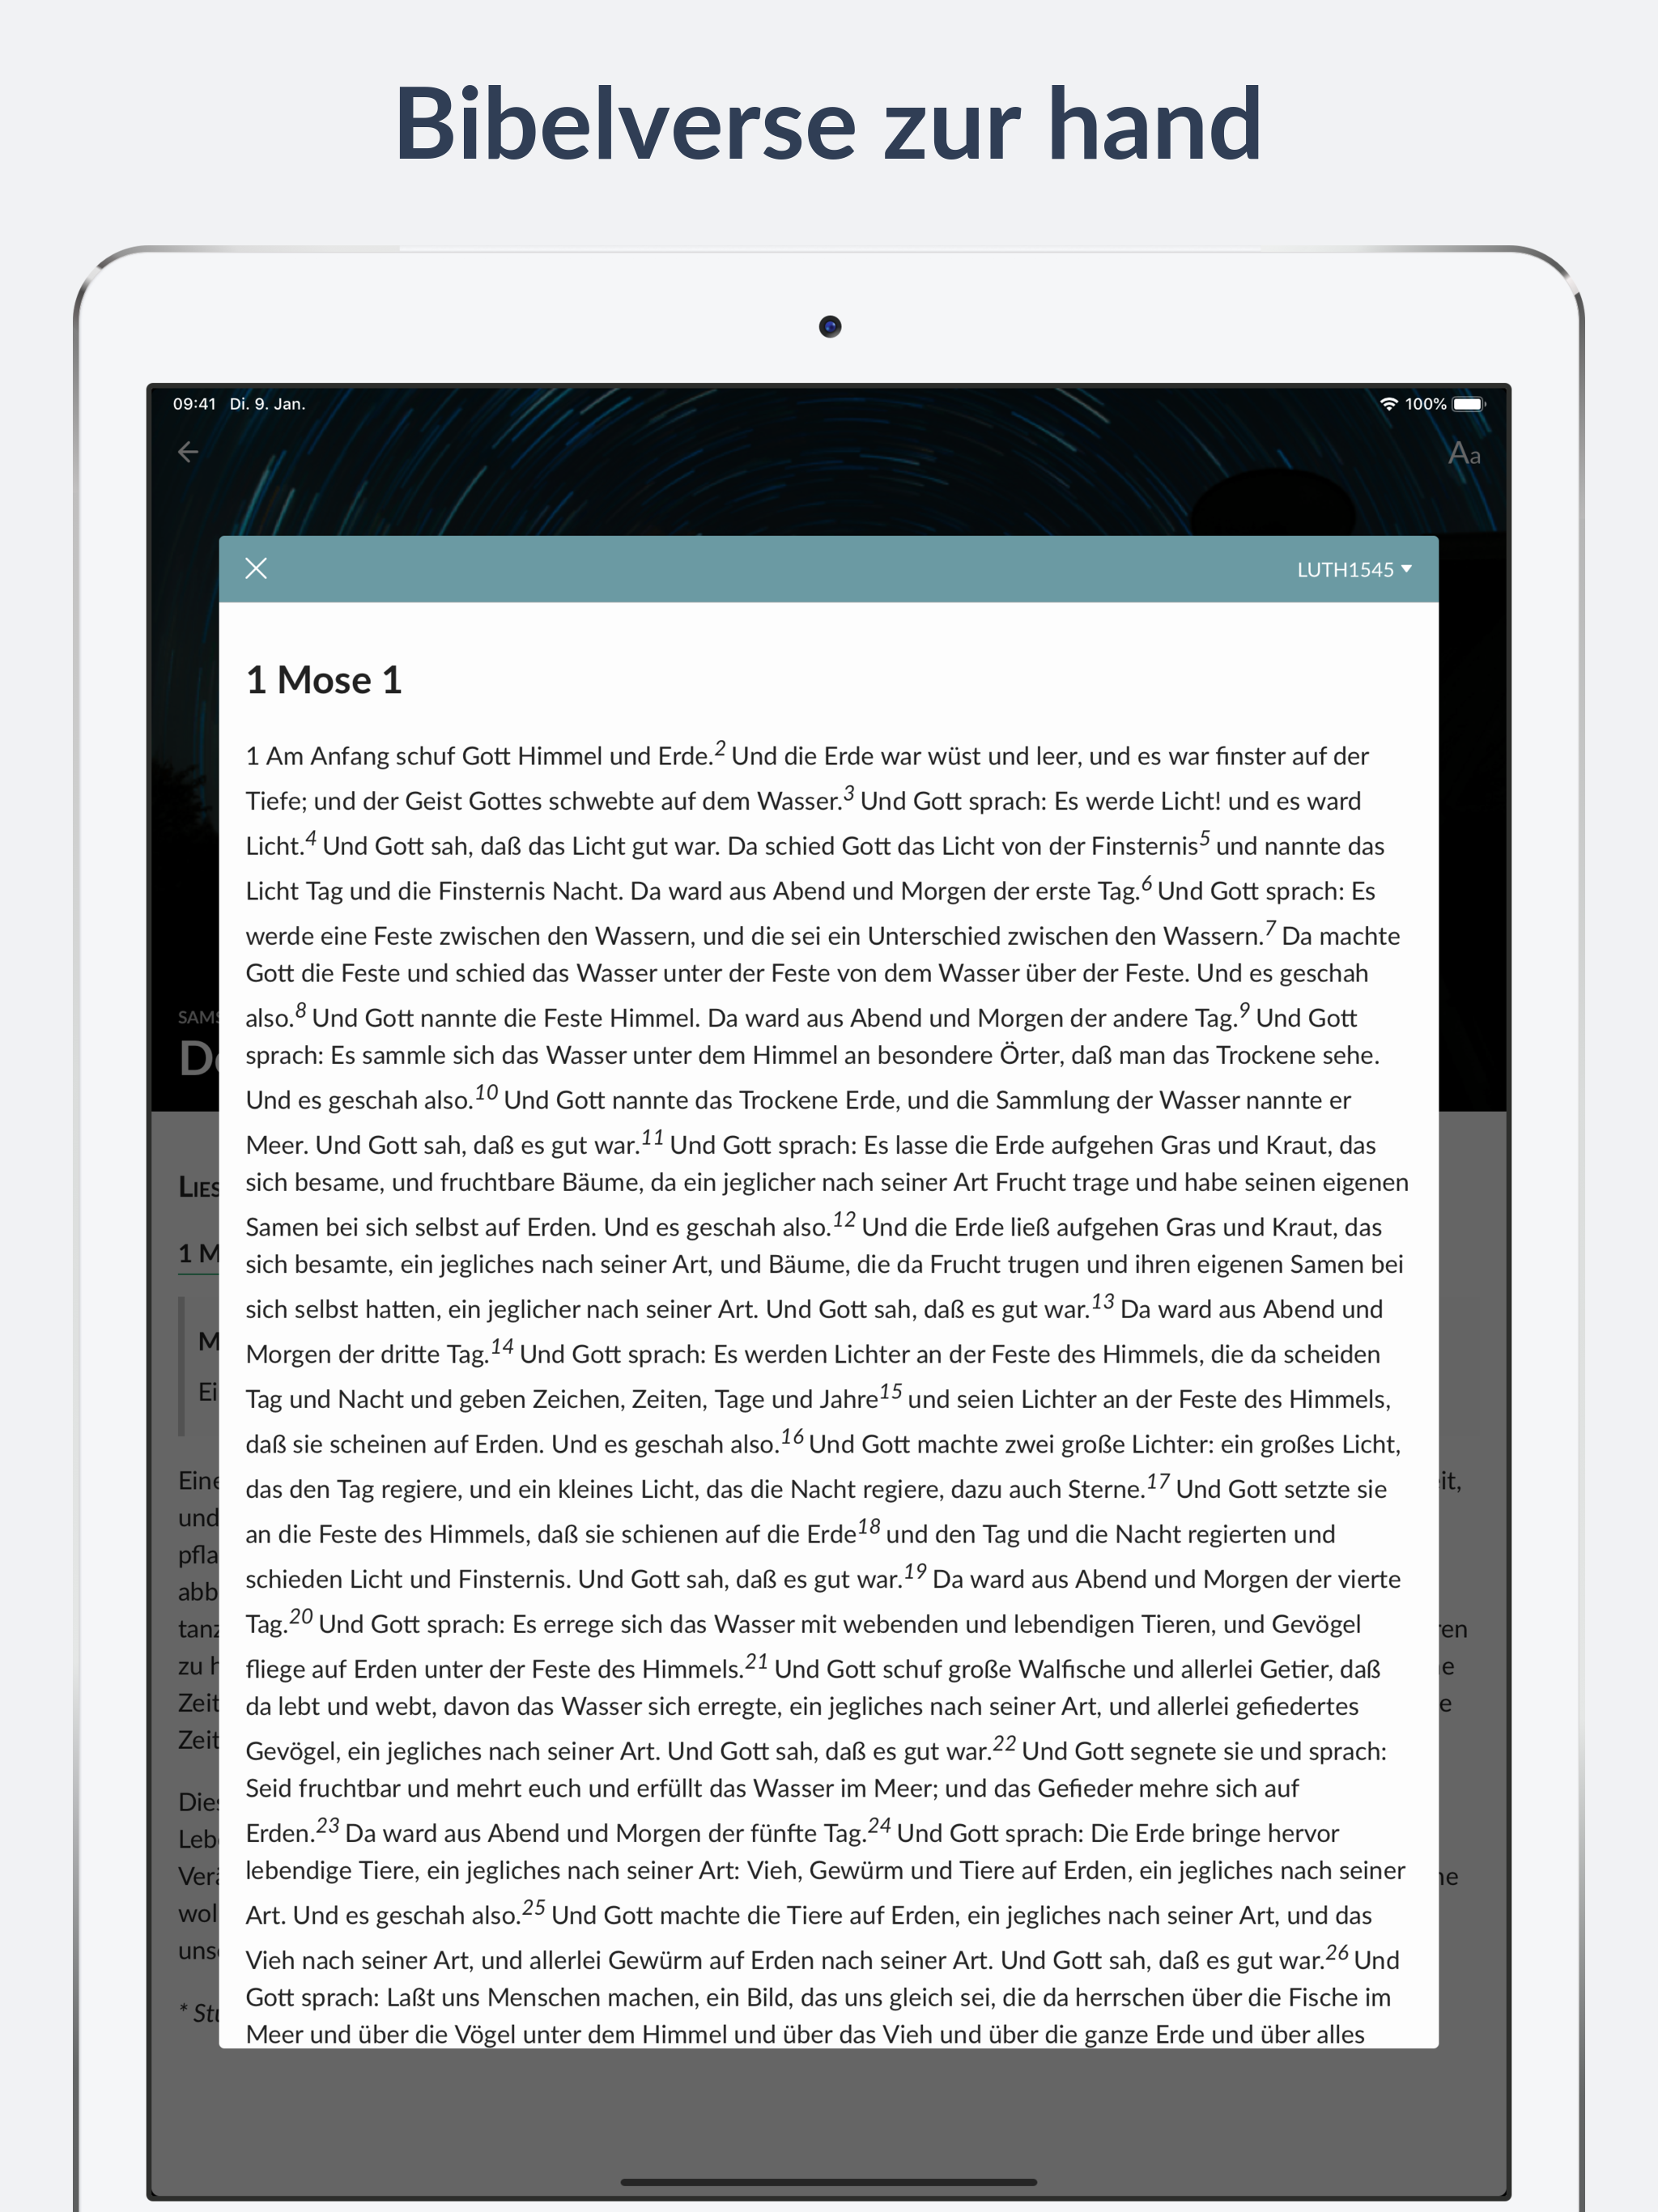 Bibelverse zur hand
09:41 Di. 9. Jan.
100%
Aa
LUTH1545
1 Mose 1
1 Am Anfang schuf Gott Himmel und Erde.2 Und die Erde war wüst und leer, und es war finster auf der
Tiefe; und der Geist Gottes schwebte auf dem Wasser.3 Und Gott sprach: Es werde Licht! und es ward
Licht.4 Und Gott sah, daß das Licht gut war. Da schied Gott das Licht von der Finsternis5 und nannte das
Licht Tag und die Finsternis Nacht. Da ward aus Abend und Morgen der erste Tag.6 Und Gott sprach: Es
werde eine Feste zwischen den Wassern, und die sei ein Unterschied zwischen den Wassern.7 Da machte
Gott die Feste und schied das Wasser unter der Feste von dem Wasser über der Feste. Und es geschah
also.8 Und Gott nannte die Feste Himmel. Da ward aus Abend und Morgen der andere Tag.9 Und Gott
sprach: Es sammle sich das Wasser unter dem Himmel an besondere Örter, daß man das Trockene sehe.
Und es geschah also.10 Und Gott nannte das Trockene Erde, und die Sammlung der Wasser nannte er
Meer. Und Gott sah, daß es gut war.11 Und Gott sprach: Es lasse die Erde aufgehen Gras und Kraut, das
sich besame, und fruchtbare Bäume, da ein jeglicher nach seiner Art Frucht trage und habe seinen eigenen
Samen bei sich selbst auf Erden. Und es geschah also.12 Und die Erde ließ aufgehen Gras und Kraut, das
sich besamte, ein jegliches nach seiner Art, und Bäume, die da Frucht trugen und ihren eigenen Samen bei
sich selbst hatten, ein jeglicher nach seiner Art. Und Gott sah, daß es gut war.13 Da ward aus Abend und
Morgen der dritte Tag.14 Und Gott sprach: Es werden Lichter an der Feste des Himmels, die da scheiden
Tag und Nacht und geben Zeichen, Zeiten, Tage und Jahre15 und seien Lichter an der Feste des Himmels,
daß sie scheinen auf Erden. Und es geschah also.16 Und Gott machte zwei große Lichter: ein großes Licht,
das den Tag regiere, und ein kleines Licht, das die Nacht regiere, dazu auch Sterne.17 Und Gott setzte sie
an die Feste des Himmels, daß sie schienen auf die Erde18 und den Tag und die Nacht regierten und
schieden Licht und Finsternis. Und Gott sah, daß es gut war.19 Da ward aus Abend und Morgen der vierte
Tag.20 Und Gott sprach: Es errege sich das Wasser mit webenden und lebendigen Tieren, und Gevögel
fliege auf Erden unter der Feste des Himmels.21 Und Gott schuf große Walfische und allerlei Getier, daß
da lebt und webt, davon das Wasser sich erregte, ein jegliches nach seiner Art, und allerlei gefiedertes
Gevögel, ein jegliches nach seiner Art. Und Gott sah, daß es gut war.22 Und Gott segnete sie und sprach:
Seid fruchtbar und mehrt euch und erfüllt das Wasser im Meer; und das Gefieder mehre sich auf
Erden.23 Da ward aus Abend und Morgen der fünfte Tag.24 Und Gott sprach: Die Erde bringe hervor
lebendige Tiere, ein jegliches nach seiner Art: Vieh, Gewürm und Tiere auf Erden, ein jegliches nach seiner
Art. Und es geschah also.25 Und Gott machte die Tiere auf Erden, ein jegliches nach seiner Art, und das
Vieh nach seiner Art, und allerlei Gewürm auf Erden nach seiner Art. Und Gott sah, daß es gut war.26 Und
Gott sprach: Laßt uns Menschen machen, ein Bild, das uns gleich sei, die da herrschen über die Fische im
Meer und über die Vögel unter dem Himmel und über das Vieh und über die ganze Erde und über alles